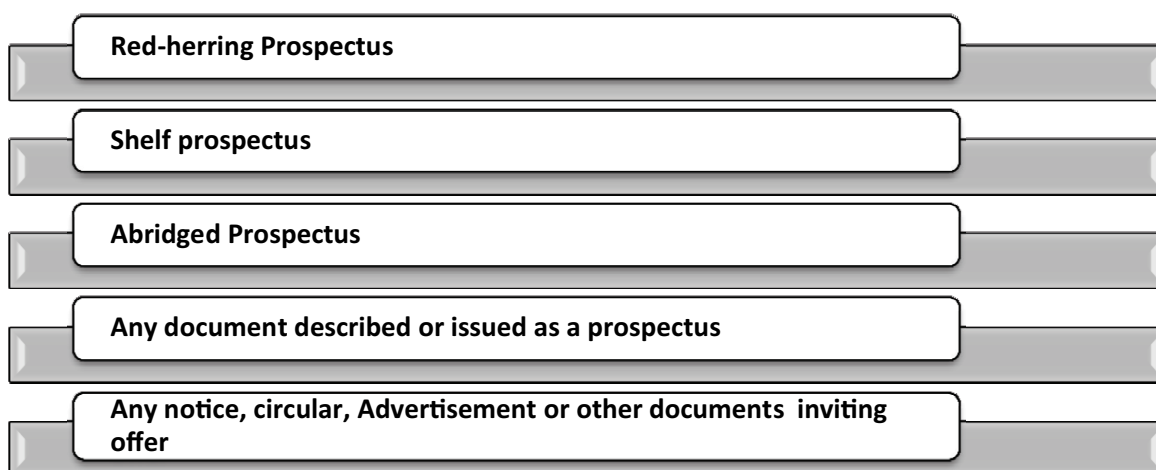 Red-herring Prospectus
Shelf prospectus
Abridged Prospectus
Any document described or issued as a prospectus
Any notice, circular, Advertisement or other documents  inviting
offer